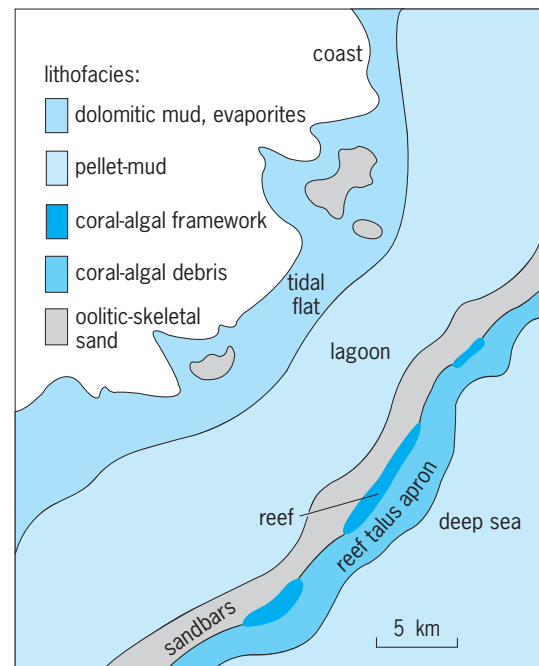 coast
lithofacies:
dolomitic mud, evaporites
pellet-mud
coral-algal framework
coral-algal debris
oolitic-skeletal
sand
tidal
flat
lagoon
reef
reef talus apron
deep sea
sandbars
5 km